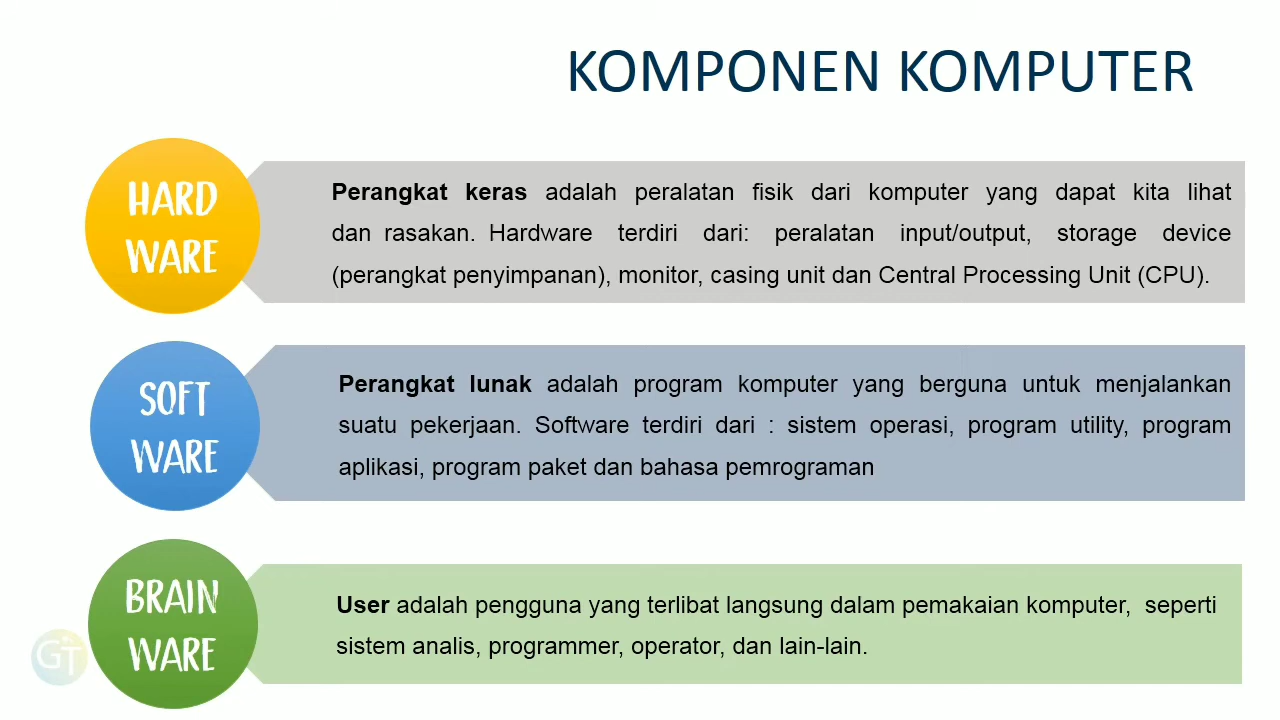 KOMPONEN KOMPUTER
HARD
WARE
Perangkat keras adalah peralatan fisik dari komputer yang dapat kita lihat
dan rasakan. Hardware terdiri dari: peralatan input/output, storage device
(perangkat penyimpanan), monitor, casing unit dan Central Processing Unit (CPU).
SOFT
WARE
Perangkat lunak adalah program komputer yang berguna untuk menjalankan
suatu pekerjaan. Software terdiri dari : sistem operasi, program utility, program
aplikasi, program paket dan bahasa pemrograman
BRAIN
WARE
User adalah pengguna yang terlibat langsung dalam pemakaian komputer, seperti
sistem analis, programmer, operator, dan lain-lain.
GT